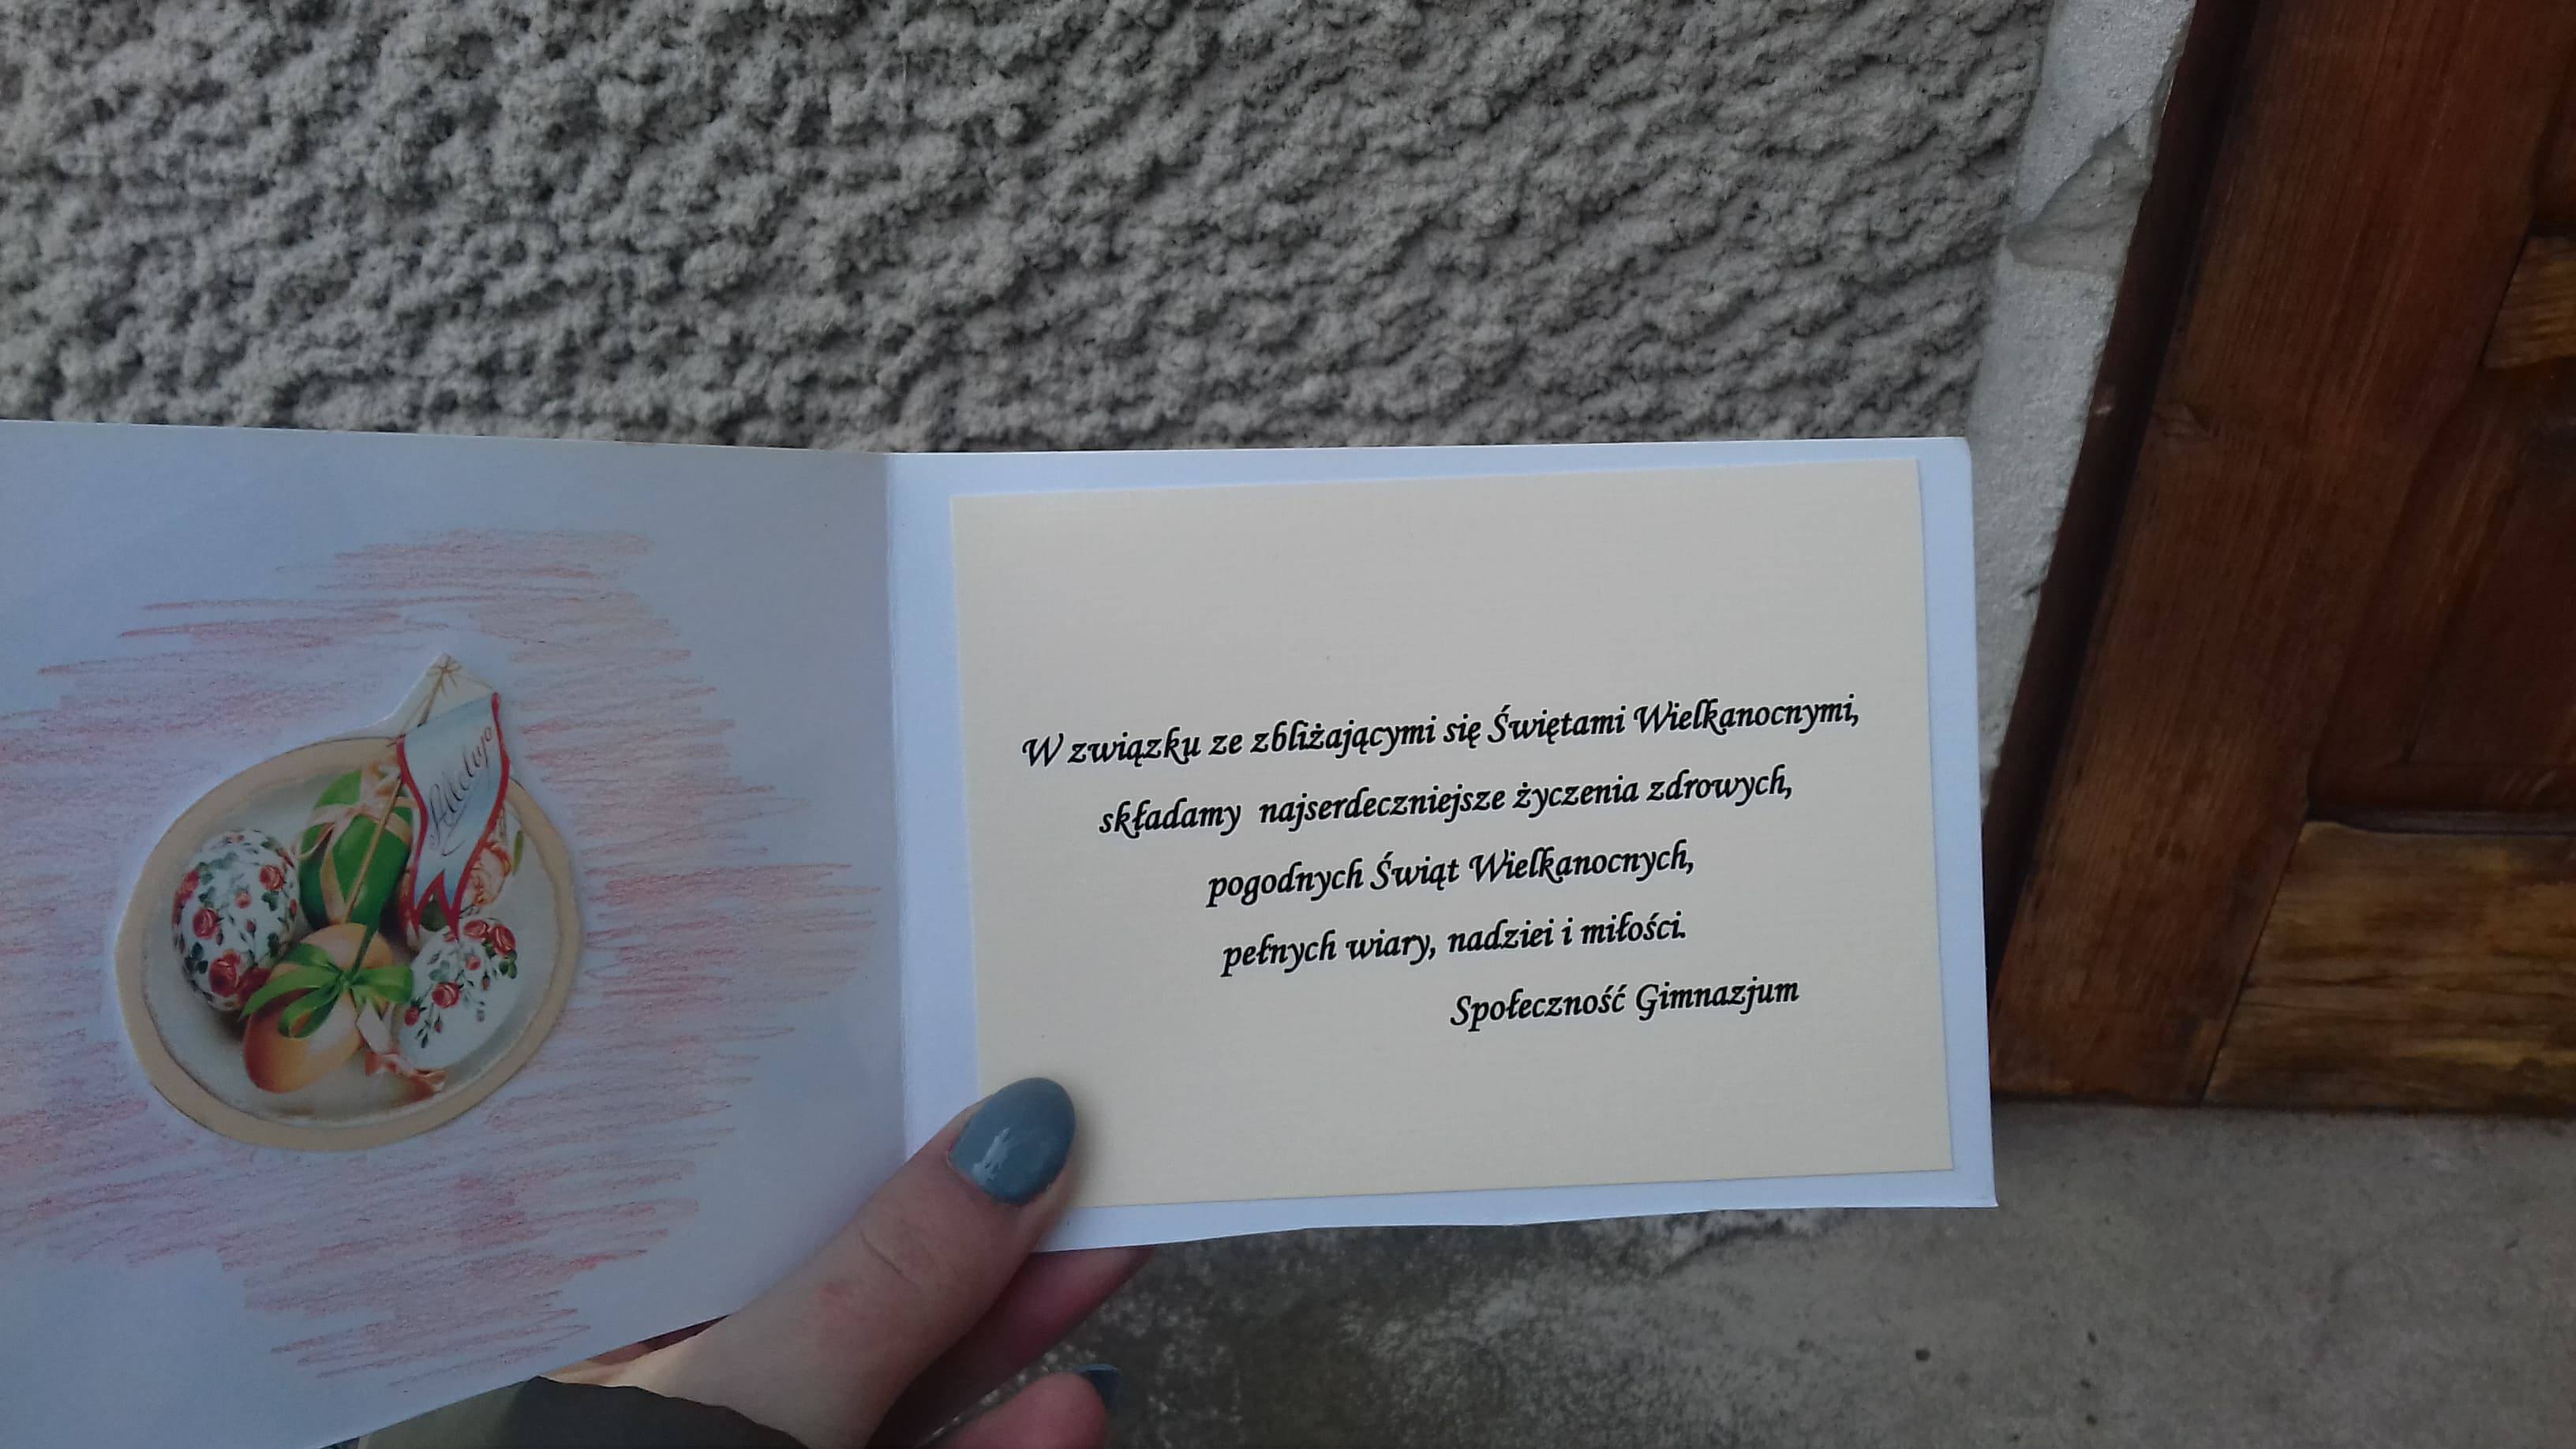 Alleluja
W związku ze zbliżającymi się Świętami Wielkanocnymi,
składamy najserdeczniejsze życzenia zdrowych,
pogodnych Świąt Wielkanocnych,
pełnych wiary, nadziei i miłości.
Społeczność Gimnazjum